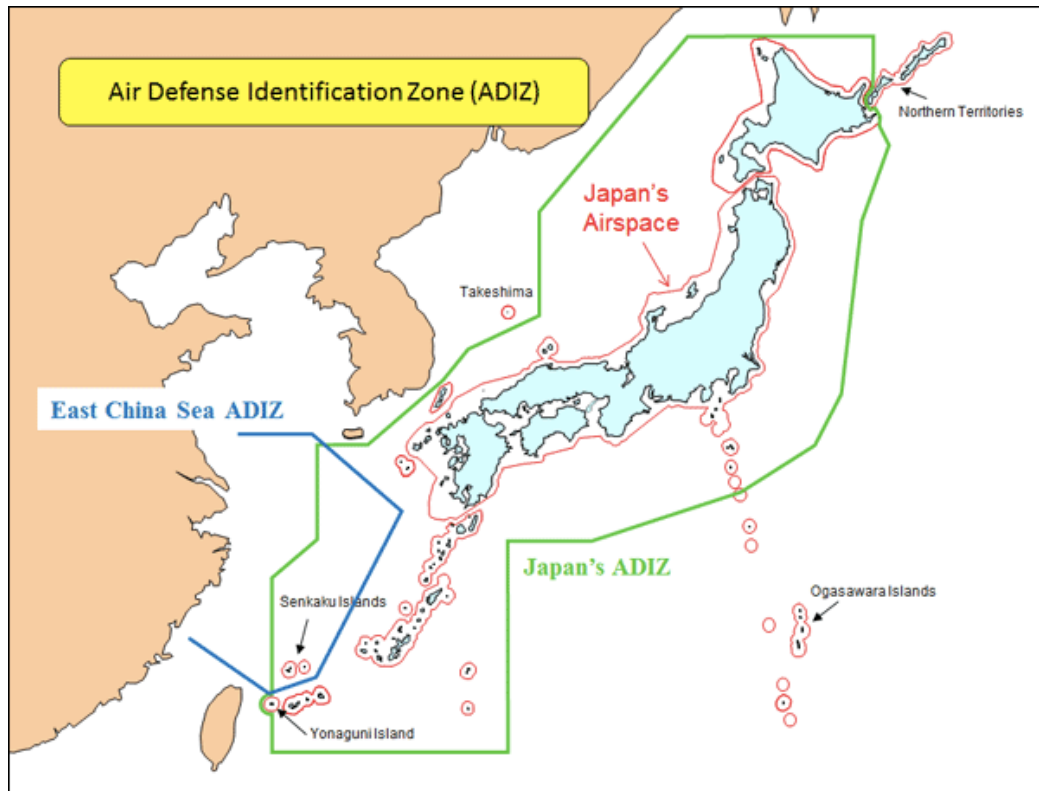 Air Defense Identification Zone (ADIZ)
Northern Territories
Japan's
Airspace
Takeshima
East China Sea ADIZ
Japan's ADIZ
Senkaku Islands
Ogasawara Islands
Yonaguni Island